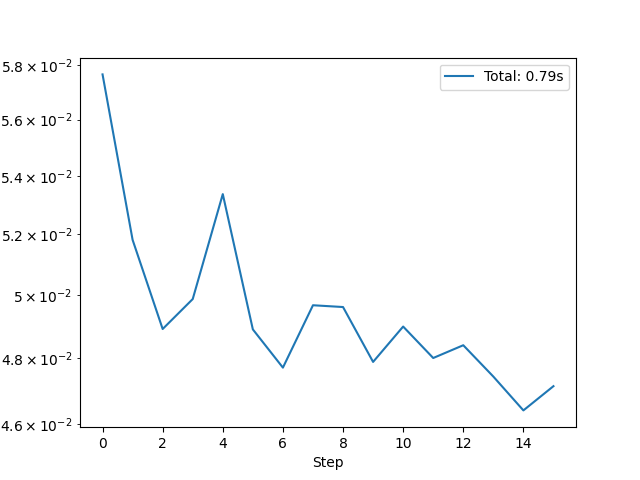 Total: 0.79s
5.8 × 10⁻²
5.6 × 10⁻²
5.4 × 10⁻²
5.2 × 10⁻²
5 × 10⁻²
4.8 × 10⁻²
4.6 × 10⁻²
0 2 4 6 8 10 12 14
Step